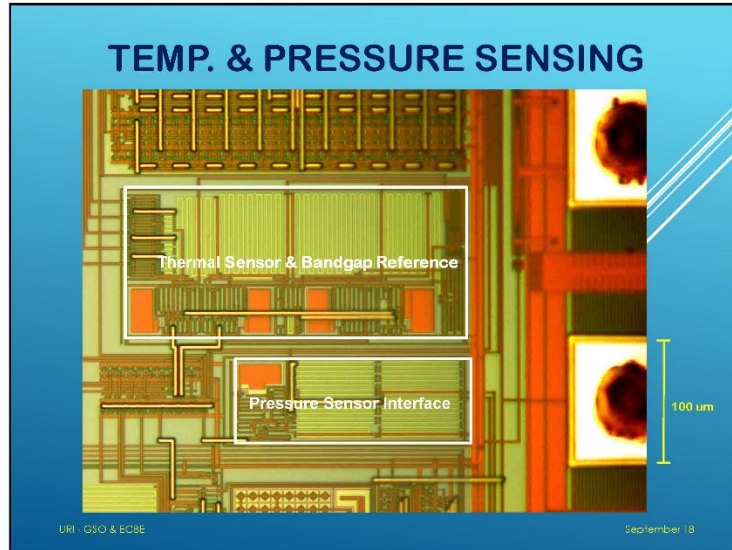 TEMP. & PRESSURE SENSING
Thermal Sensor & Bandgap Reference
Pressure Sensor Interface
100 um
URI - GSO & ECBE
September 18